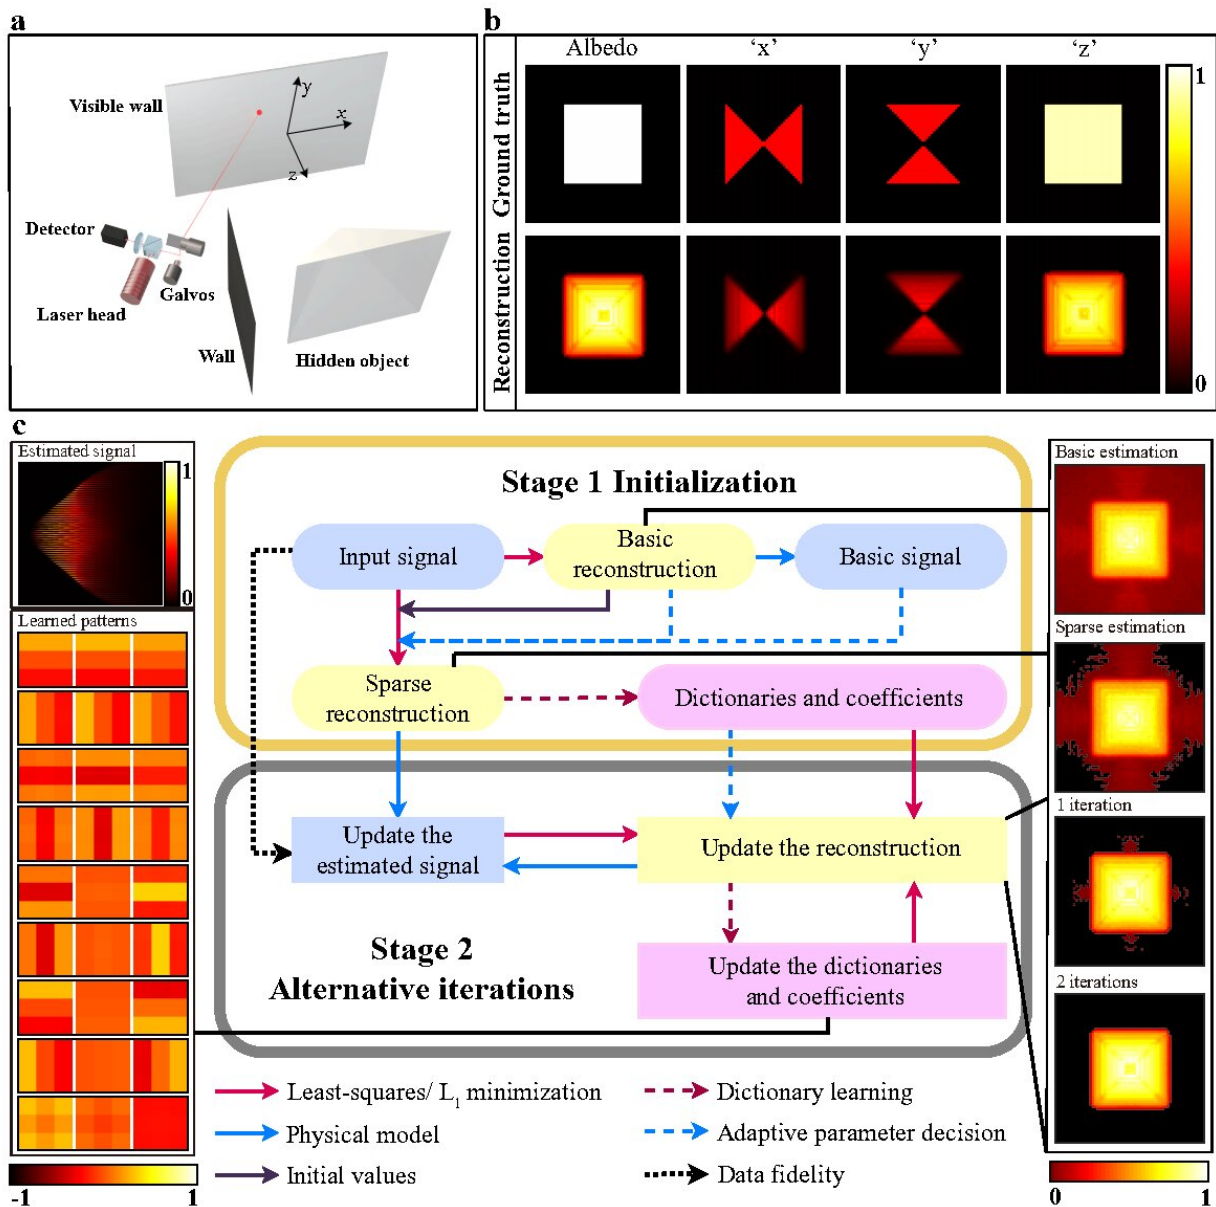 a
Visible wall
y
x
z
Detector
Galvos
Laser head
Wall
Hidden object
b
Albedo
‘x’
‘y’
‘z’
Ground truth
Reconstruction
1
0
c
Estimated signal
1
0
Learned patterns
-1
1
Stage 1 Initialization
Input signal
Basic
reconstruction
Basic signal
Sparse
reconstruction
Dictionaries and coefficients
Update the
estimated signal
Update the reconstruction
Stage 2
Alternative iterations
Update the dictionaries
and coefficients
Least-squares/ L1 minimization
Physical model
Initial values
Dictionary learning
Adaptive parameter decision
Data fidelity
Basic estimation
Sparse estimation
1 iteration
2 iterations
0
1